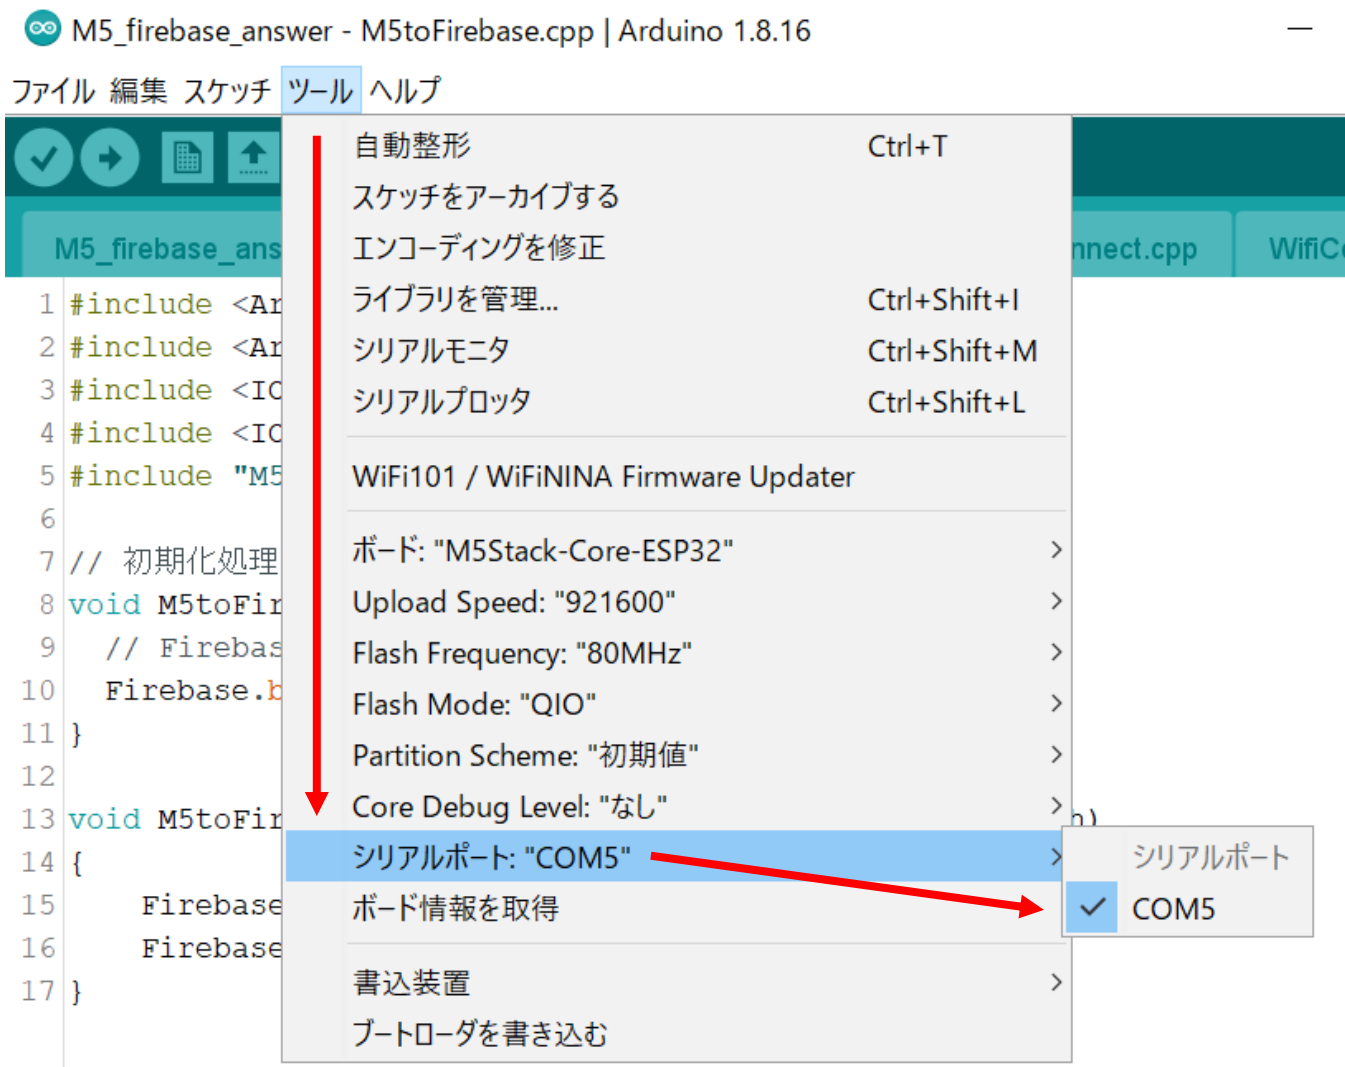 M5_firebase_answer - M5toFirebase.cpp | Arduino 1.8.16
ファイル 編集 スケッチ ツール ヘルプ
自動整形 Ctrl+T
スケッチをアーカイブする
エンコーディングを修正
ライブラリを管理... Ctrl+Shift+I
シリアルモニタ Ctrl+Shift+M
シリアルプロッタ Ctrl+Shift+L
WiFi101 / WiFiNINA Firmware Updater
ボード: "M5Stack-Core-ESP32"
Upload Speed: "921600"
Flash Frequency: "80MHz"
Flash Mode: "QIO"
Partition Scheme: "初期値"
Core Debug Level: "なし"
シリアルポート: "COM5"
ボード情報を取得
書込装置
ブートローダを書き込む
シリアルポート
COM5
M5_firebase_ans
nnect.cpp
WifiC
1 #include <Ar
2 #include <Ar
3 #include <IO
4 #include <IO
5 #include "M5
6
7 // 初期化処理
8 void M5toFir
9 // Firebas
10 Firebase.b
11 }
12
13 void M5toFir h)
14 {
15 Firebase
16 Firebase
17 }